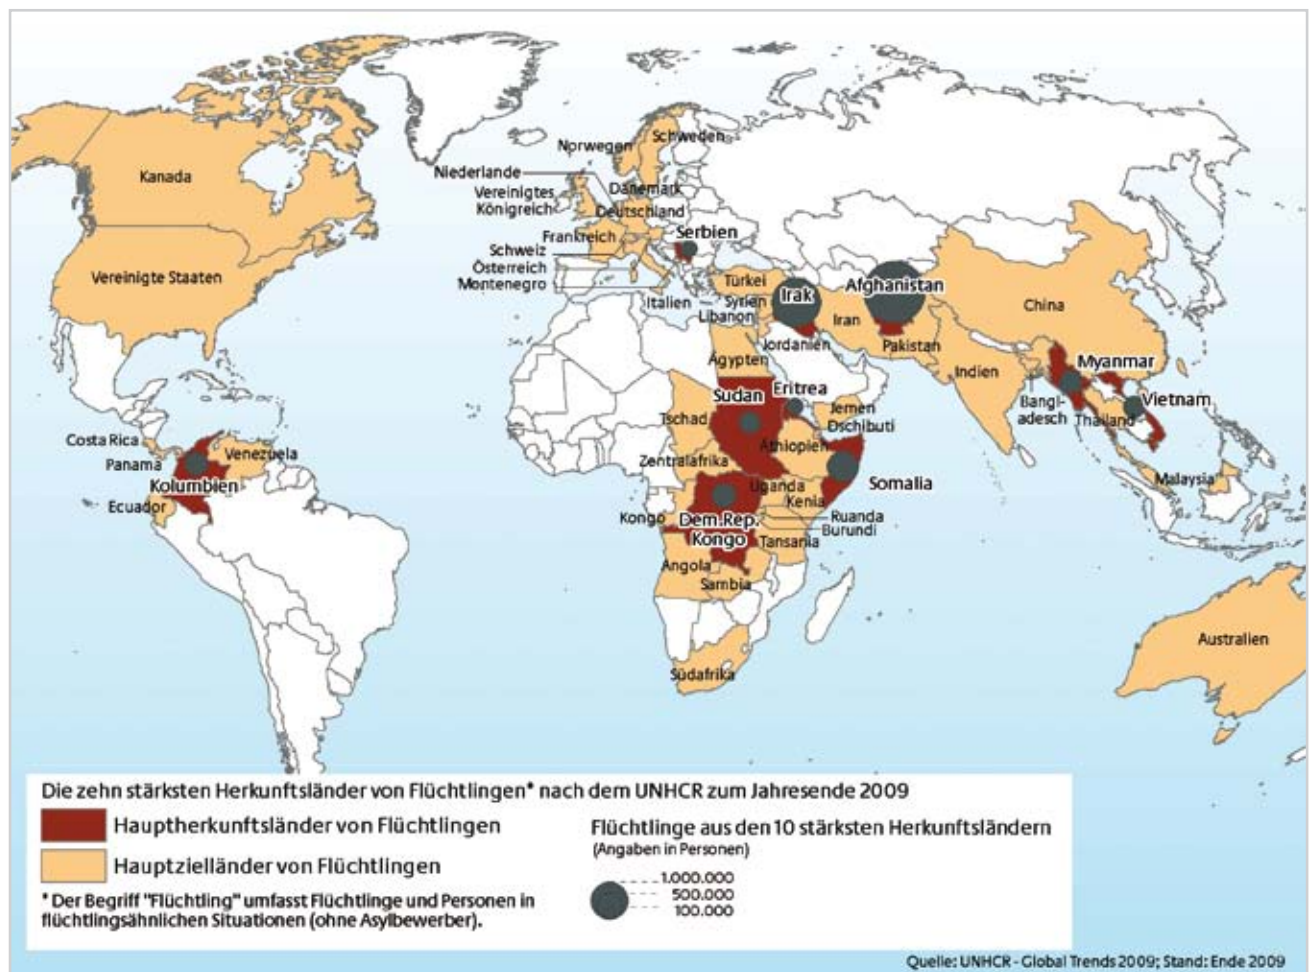 Kanada
Vereinigte Staaten
Costa Rica
Panama
Venezuela
Kolumbien
Ecuador
Norwegen
Schweden
Niederlande
Vereinigtes
Königreich
Dänemark
Deutschland
Frankreich
Serbien
Schweiz
Österreich
Montenegro
Italien
Türkei
Syrien
Libanon
Irak
Afghanistan
Iran
Jordanien
Pakistan
China
Indien
Ägypten
Myanmar
Bangl-
adesch
Thailand
Vietnam
Malaysia
Sudan
Eritrea
Jemen
Dschibuti
Tschad
Äthiopien
Zentralafrika
Uganda
Kenia
Somalia
Kongo
Dem.Rep.
Kongo
Ruanda
Burundi
Tansania
Angola
Sambia
Südafrika
Australien
Die zehn stärksten Herkunftsländer von Flüchtlingen* nach dem UNHCR zum Jahresende 2009
Hauptherkunftsländer von Flüchtlingen
Hauptzielländer von Flüchtlingen
* Der Begriff "Flüchtling" umfasst Flüchtlinge und Personen in
flüchtlingsähnlichen Situationen (ohne Asylbewerber).
Flüchtlinge aus den 10 stärksten Herkunftsländern
(Angaben in Personen)
1.000.000
500.000
100.000
Quelle: UNHCR - Global Trends 2009; Stand: Ende 2009